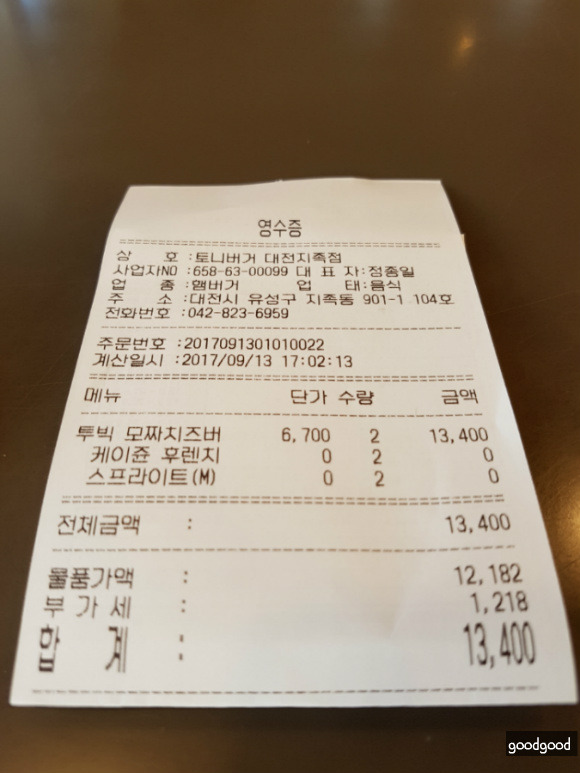 영수증
상 호 :토니버거 대전지족점
사업자NO :658-63-00099 대 표 자:정종일
업 종 :햄버거 업 태:음식
주 소 :대전시 유성구 지족동 901-1 104호
전화번호 :042-823-6959
주문번호 :2017091301010022
계산일시 :2017/09/13 17:02:13
메뉴 단가 수량 금액
투빅 모짜치즈버 6,700 2 13,400
케이쥰 후렌치 0 2 0
스프라이트(M) 0 2 0
전체금액 : 13,400
물품가액 : 12,182
부 가 세 : 1,218
합 계 : 13,400
goodgood